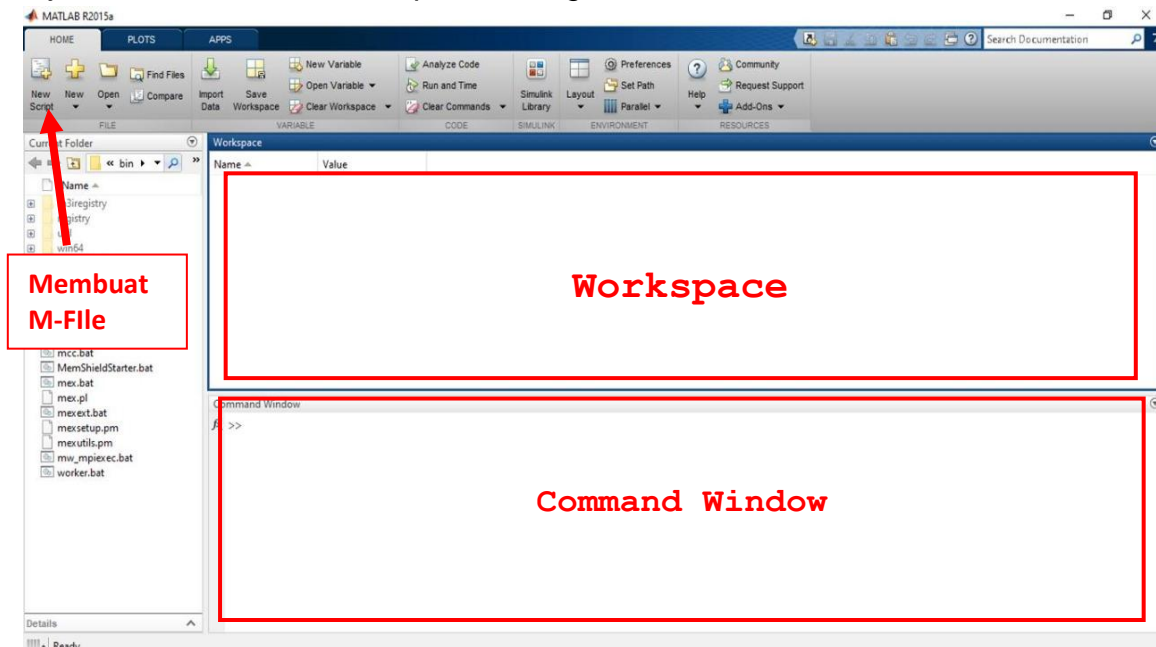 MATLAB R2015a
HOME PLOTS APPS
Search Documentation
New Script
New
Open
Find Files
Compare
Import Data
Save Workspace
New Variable
Open Variable
Clear Workspace
Analyze Code
Run and Time
Clear Commands
Simulink Library
Layout
Preferences
Set Path
Parallel
Help
Community
Request Support
Add-Ons
FILE VARIABLE CODE SIMULINK ENVIRONMENT RESOURCES
Folder
« bin
Name
win64
Membuat
M-FIle
mcc.bat
MemShieldStarter.bat
mex.bat
mex.pl
mexext.bat
mexsetup.pm
mexutils.pm
mw_mpiexec.bat
worker.bat
Details
Ready
Workspace
Name Value
Workspace
Command Window
>>
Command Window